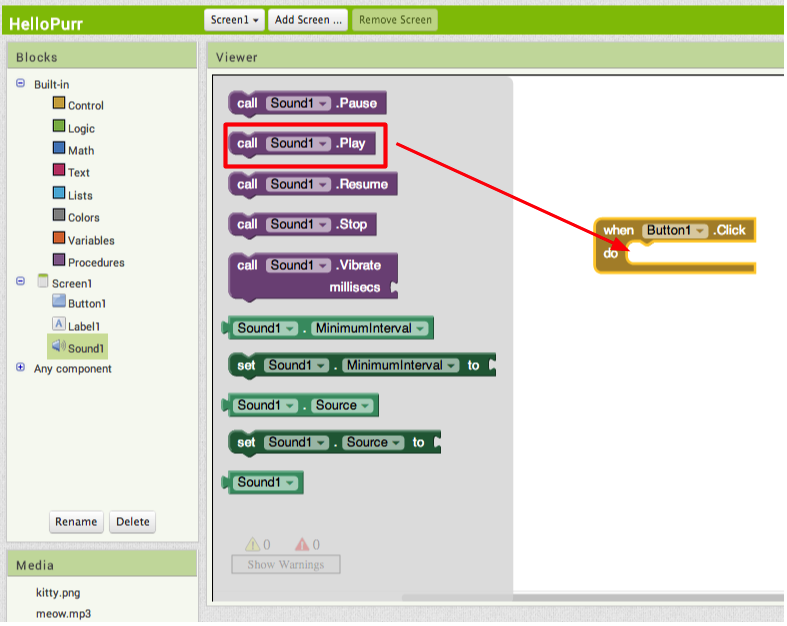 HelloPurr
Screen1
Add Screen ...
Remove Screen
Blocks
Built-in
Control
Logic
Math
Text
Lists
Colors
Variables
Procedures
Screen1
Button1
A Label1
Sound1
Any component
Rename
Delete
Media
kitty.png
meow.mp3
Viewer
call Sound1 .Pause
call Sound1 .Play
call Sound1 .Resume
call Sound1 .Stop
call Sound1 .Vibrate
millisecs
Sound1 . MinimumInterval
set Sound1 . MinimumInterval to
Sound1 . Source
set Sound1 . Source to
Sound1
0 0
Show Warnings
when Button1 .Click
do